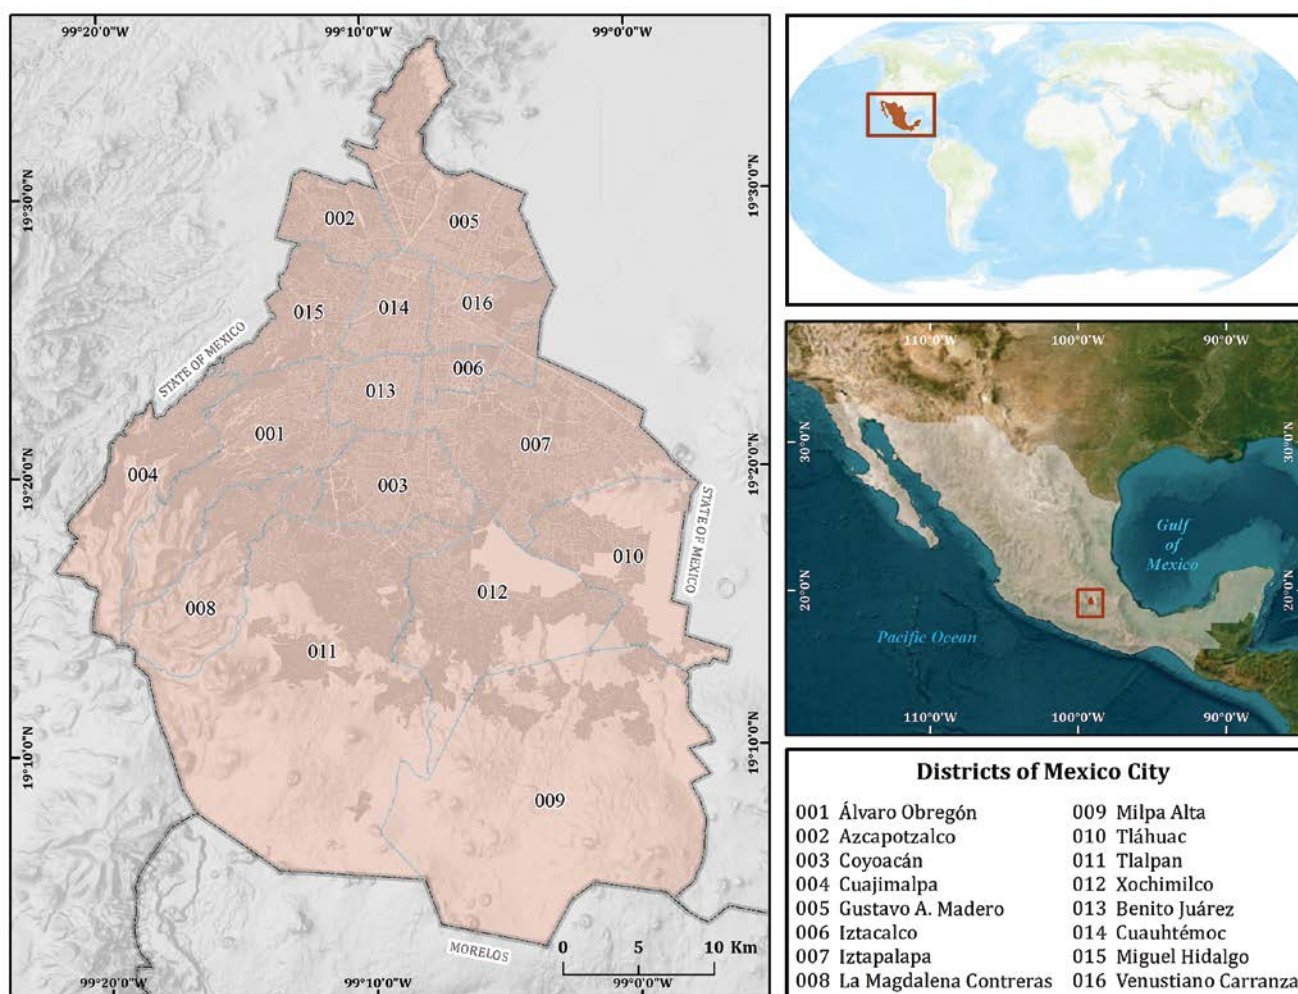 99°20'0"W 99°10'0"W 99°0'0"W
19°30'0"N
19°30'0"N
002
005
015
014
016
STATE OF MEXICO
006
013
001
007
004
19°20'0"N
19°20'0"N
003
STATE OF MEXICO
010
012
008
011
19°10'0"N
19°10'0"N
009
MORELOS
0 5 10 Km
99°20'0"W 99°10'0"W 99°0'0"W
110°0'W 100°0'W 90°0'W
30°0'N
30°0'N
Gulf
of
Mexico
20°0'N
20°0'N
Pacific Ocean
110°0'W 100°0'W 90°0'W
Districts of Mexico City
001 Álvaro Obregón
002 Azcapotzalco
003 Coyoacán
004 Cuajimalpa
005 Gustavo A. Madero
006 Iztacalco
007 Iztapalapa
008 La Magdalena Contreras
009 Milpa Alta
010 Tláhuac
011 Tlalpan
012 Xochimilco
013 Benito Juárez
014 Cuauhtémoc
015 Miguel Hidalgo
016 Venustiano Carranza